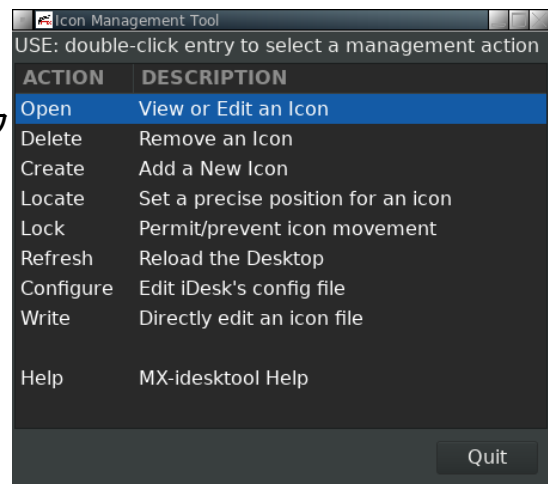 Icon Management Tool
USE: double-click entry to select a management action
ACTION DESCRIPTION
Open View or Edit an Icon
Delete Remove an Icon
Create Add a New Icon
Locate Set a precise position for an icon
Lock Permit/prevent icon movement
Refresh Reload the Desktop
Configure Edit iDesk's config file
Write Directly edit an icon file
Help MX-idesktool Help
Quit